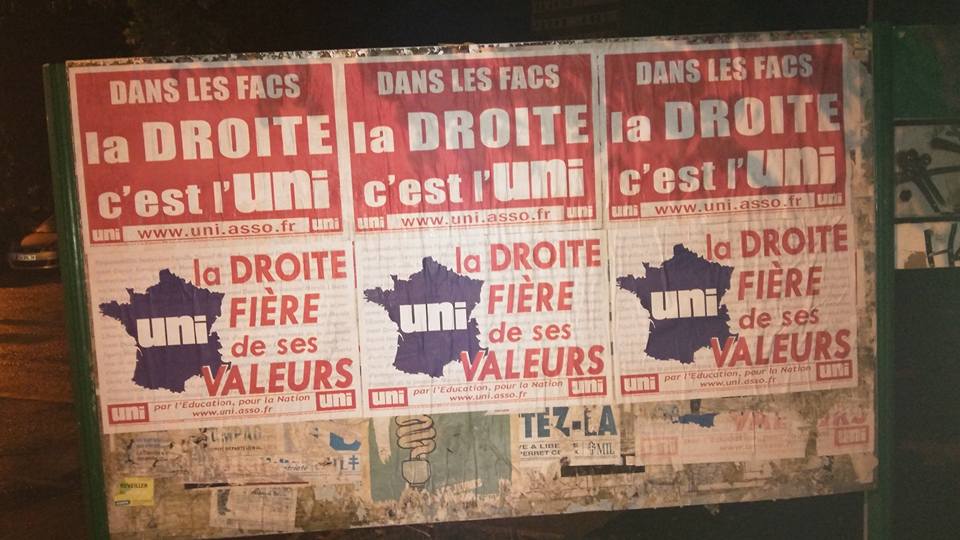 DANS LES FACS
la DROITE
c'est l'uni
uni www.uni.asso.fr uni
DANS LES FACS
la DROITE
c'est l'uni
uni www.uni.asso.fr uni
DANS LES FACS
la DROITE
c'est l'uni
uni www.uni.asso.fr uni
la DROITE
FIÈRE
uni
de ses
VALEURS
uni par l'Education, pour la Nation uni
www.uni.asso.fr
la DROITE
FIÈRE
uni
de ses
VALEURS
uni par l'Education, pour la Nation uni
www.uni.asso.fr
la DROITE
FIÈRE
uni
de ses
VALEURS
uni par l'Education, pour la Nation uni
www.uni.asso.fr
TEZ-LA
uni